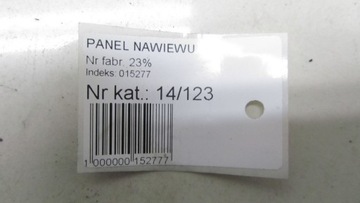 PANEL NAWIEWU
Nr fabr. 23%
Indeks: 015277
Nr kat.: 14/123
1 000000 152777